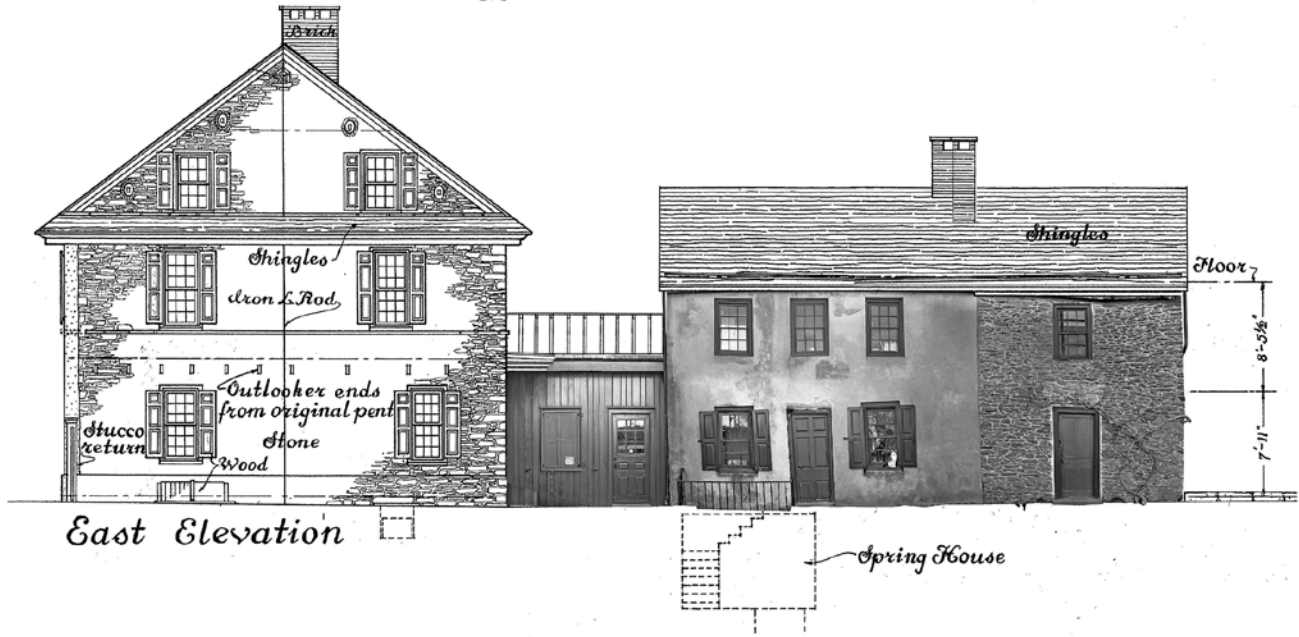 Brick
Shingles
Iron L Rod
Outlooker ends
from original pent
Stone
Stucco
return
Wood
Shingles
Floor
8'-5½"
7'-11"
East Elevation
Spring House